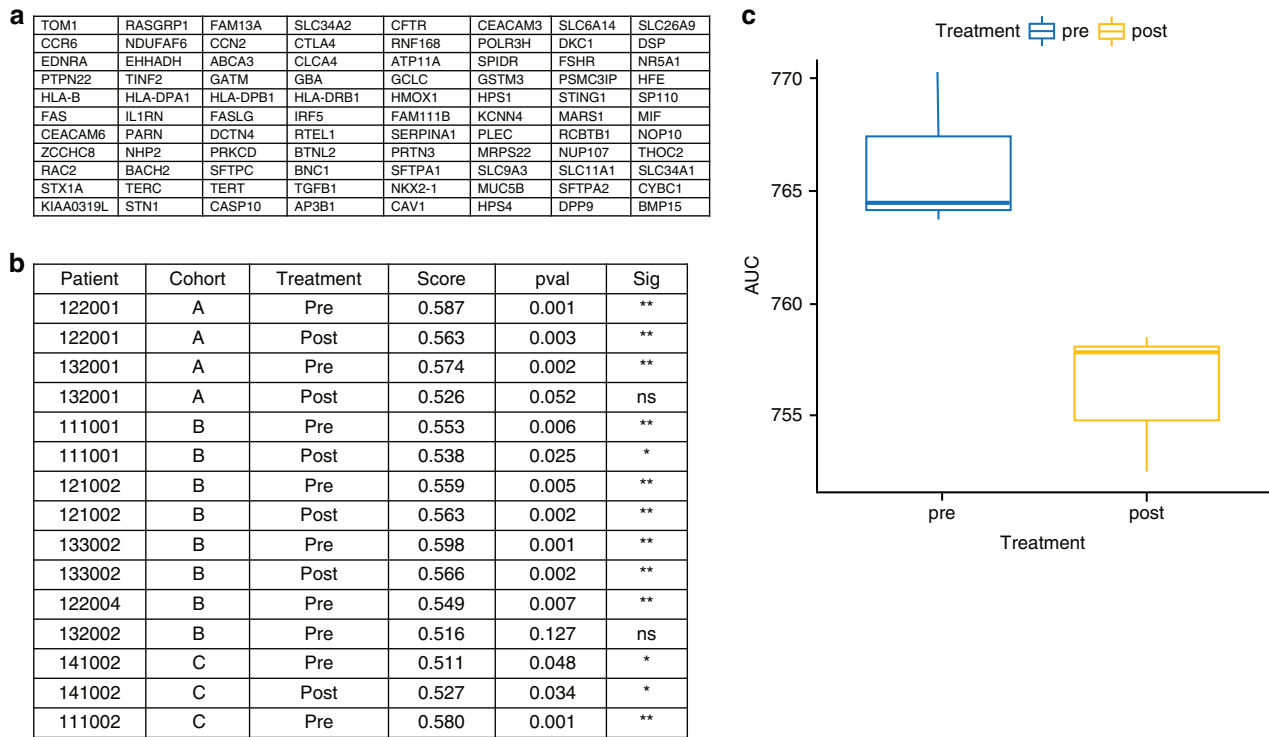 a
TOM1 RASGRP1 FAM13A SLC34A2 CFTR CEACAM3 SLC6A14 SLC26A9
CCR6 NDUFAF6 CCN2 CTLA4 RNF168 POLR3H DKC1 DSP
EDNRA EHHADH ABCA3 CLCA4 ATP11A SPIDR FSHR NR5A1
PTPN22 TINF2 GATM GBA GCLC GSTM3 PSMC3IP HFE
HLA-B HLA-DPA1 HLA-DPB1 HLA-DRB1 HMOX1 HPS1 STING1 SP110
FAS IL1RN FASLG IRF5 FAM111B KCNN4 MARS1 MIF
CEACAM6 PARN DCTN4 RTEL1 SERPINA1 PLEC RCBTB1 NOP10
ZCCHC8 NHP2 PRKCD BTNL2 PRTN3 MRPS22 NUP107 THOC2
RAC2 BACH2 SFTPC BNC1 SFTPA1 SLC9A3 SLC11A1 SLC34A1
STX1A TERC TERT TGFB1 NKX2-1 MUC5B SFTPA2 CYBC1
KIAA0319L STN1 CASP10 AP3B1 CAV1 HPS4 DPP9 BMP15
b
Patient Cohort Treatment Score pval Sig
122001 A Pre 0.587 0.001 **
122001 A Post 0.563 0.003 **
132001 A Pre 0.574 0.002 **
132001 A Post 0.526 0.052 ns
111001 B Pre 0.553 0.006 **
111001 B Post 0.538 0.025 *
121002 B Pre 0.559 0.005 **
121002 B Post 0.563 0.002 **
133002 B Pre 0.598 0.001 **
133002 B Post 0.566 0.002 **
122004 B Pre 0.549 0.007 **
132002 B Pre 0.516 0.127 ns
141002 C Pre 0.511 0.048 *
141002 C Post 0.527 0.034 *
111002 C Pre 0.580 0.001 **
c
Treatment pre post
AUC
770
765
760
755
pre post
Treatment